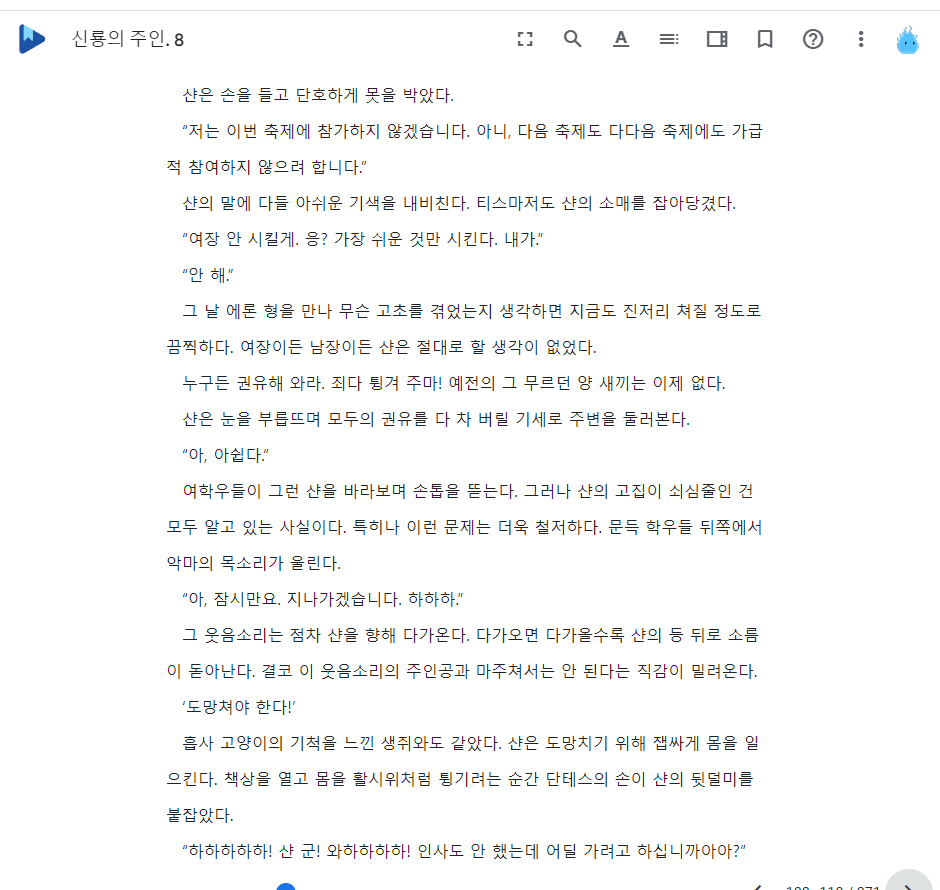 신룡의 주인. 8
샨은 손을 들고 단호하게 못을 박았다.
“저는 이번 축제에 참가하지 않겠습니다. 아니, 다음 축제도 다다음 축제에도 가급
적 참여하지 않으려 합니다.”
샨의 말에 다들 아쉬운 기색을 내비친다. 티스마저도 샨의 소매를 잡아당겼다.
“여장 안 시킬게. 응? 가장 쉬운 것만 시킨다. 내가.”
“안 해.”
그 날 에론 형을 만나 무슨 고초를 겪었는지 생각하면 지금도 진저리 쳐질 정도로
끔찍하다. 여장이든 남장이든 샨은 절대로 할 생각이 없었다.
누구든 권유해 와라. 죄다 튕겨 주마! 예전의 그 무르던 양 새끼는 이제 없다.
샨은 눈을 부릅뜨며 모두의 권유를 다 차 버릴 기세로 주변을 둘러본다.
“아, 아쉽다.”
여학우들이 그런 샨을 바라보며 손톱을 뜯는다. 그러나 샨의 고집이 쇠심줄인 건
모두 알고 있는 사실이다. 특히나 이런 문제는 더욱 철저하다. 문득 학우들 뒤쪽에서
악마의 목소리가 울린다.
“아, 잠시만요. 지나가겠습니다. 하하하.”
그 웃음소리는 점차 샨을 향해 다가온다. 다가오면 다가올수록 샨의 등 뒤로 소름
이 돋아난다. 결코 이 웃음소리의 주인공과 마주쳐서는 안 된다는 직감이 밀려온다.
‘도망쳐야 한다!’
흡사 고양이의 기척을 느낀 생쥐와도 같았다. 샨은 도망치기 위해 잽싸게 몸을 일
으킨다. 책상을 열고 몸을 활시위처럼 튕기려는 순간 단테스의 손이 샨의 뒷덜미를
붙잡았다.
“하하하하하! 샨 군! 와하하하하! 인사도 안 했는데 어딜 가려고 하십니까아아?”